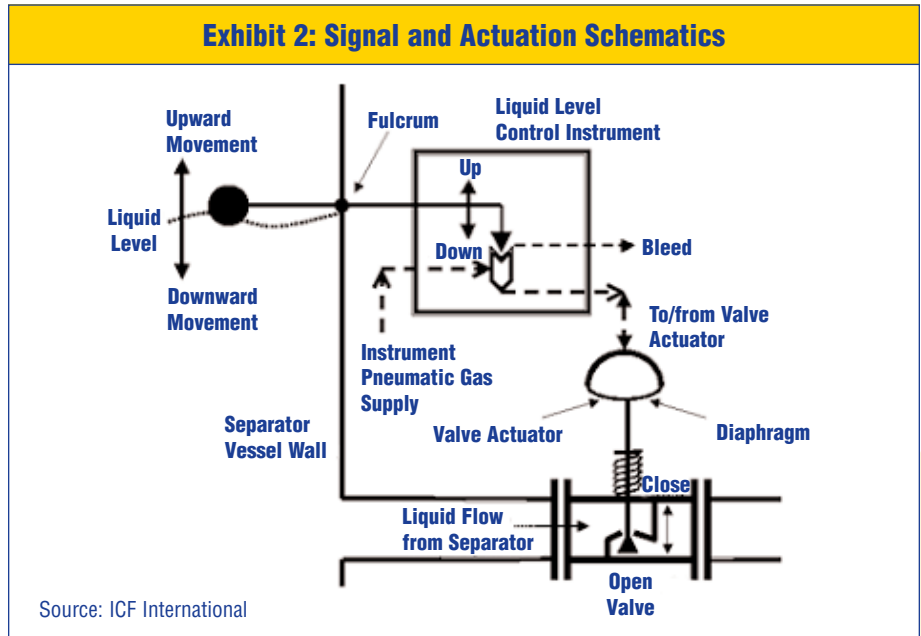 Exhibit 2: Signal and Actuation Schematics
Upward
Movement
Fulcrum
Liquid Level
Control Instrument
Up
Liquid
Level
Down
Bleed
Downward
Movement
To/from Valve
Actuator
Instrument
Pneumatic Gas
Supply
Separator
Vessel Wall
Valve Actuator
Diaphragm
Close
Liquid Flow
from Separator
Open
Valve
Source: ICF International